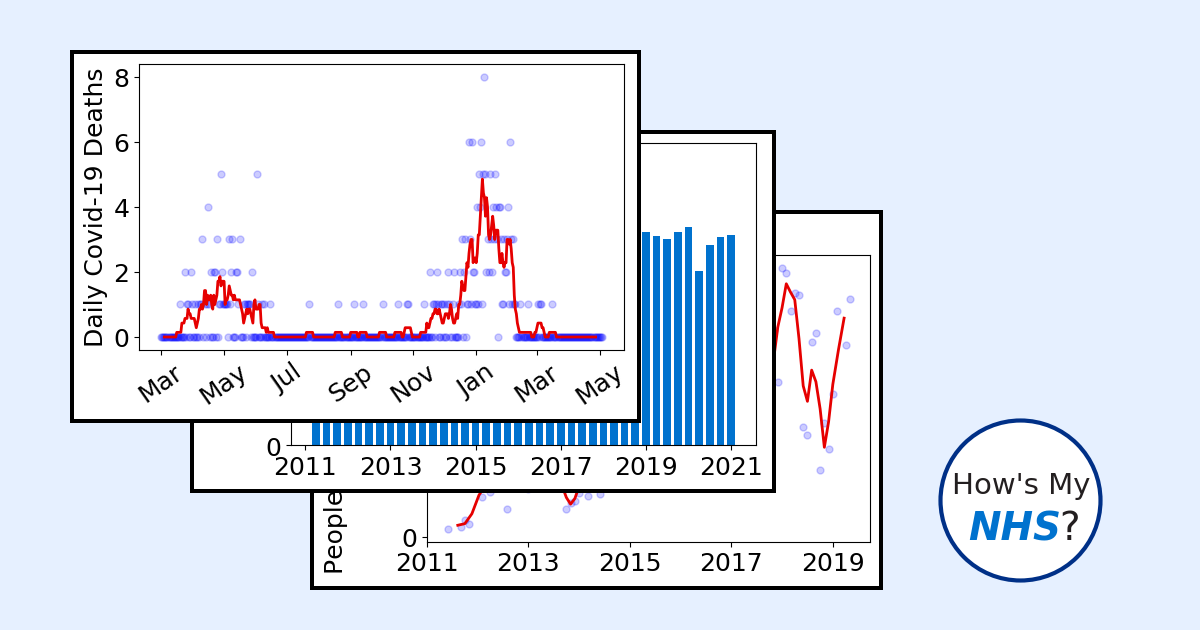 Daily Covid-19 Deaths
8
6
4
2
0
Mar May Jul Sep Nov Jan Mar May
0
2011 2013 2015 2017 2019 2021
People
0
2011 2013 2015 2017 2019
How's My
NHS?